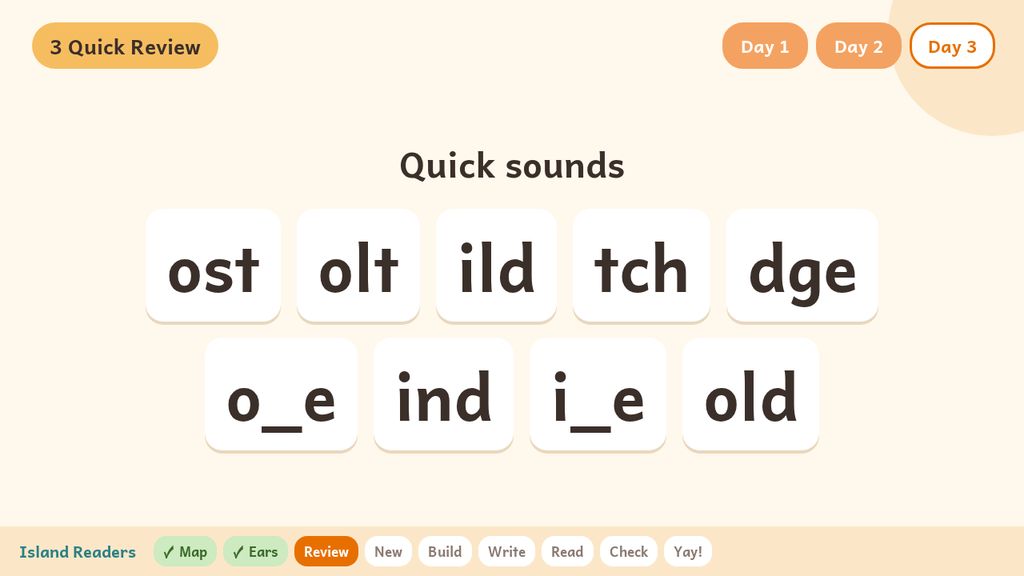 3 Quick Review
Day 1 Day 2 Day 3
Quick sounds
ost olt ild tch dge
o_e ind i_e old
Island Readers ✓ Map ✓ Ears Review New Build Write Read Check Yay!